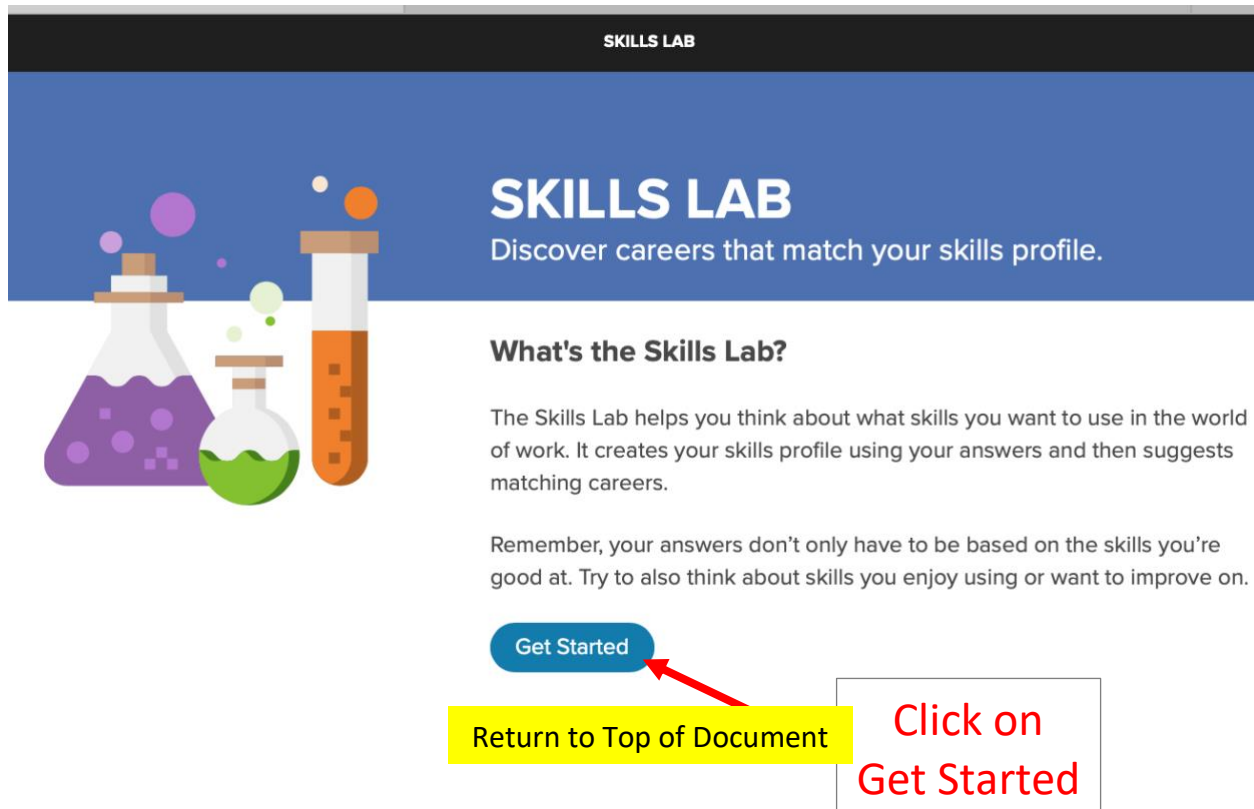 SKILLS LAB
SKILLS LAB
Discover careers that match your skills profile.
What's the Skills Lab?
The Skills Lab helps you think about what skills you want to use in the world
of work. It creates your skills profile using your answers and then suggests
matching careers.
Remember, your answers don’t only have to be based on the skills you’re
good at. Try to also think about skills you enjoy using or want to improve on.
Get Started
Return to Top of Document
Click on
Get Started